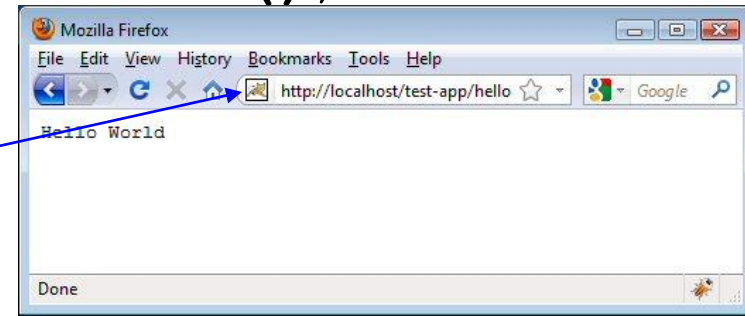 ();
Mozilla Firefox
File Edit View History Bookmarks Tools Help
http://localhost/test-app/hello Google
Hello World
Done